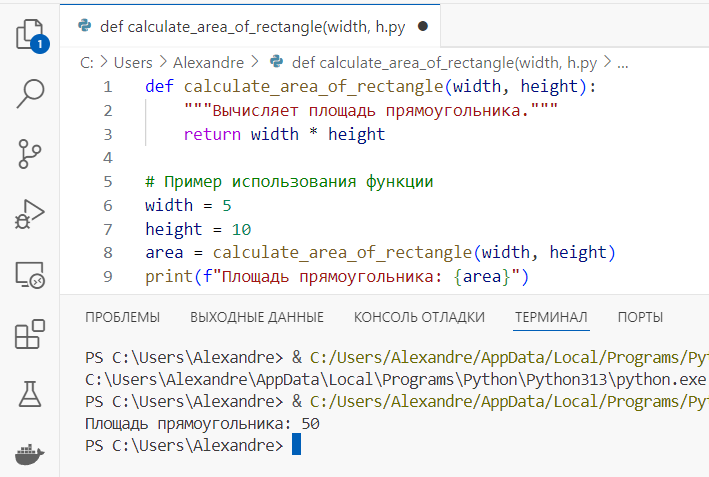 def calculate_area_of_rectangle(width, h.py
1
C: > Users > Alexandre > def calculate_area_of_rectangle(width, h.py > ...
1 def calculate_area_of_rectangle(width, height):
2     """Вычисляет площадь прямоугольника."""
3     return width * height
4
5 # Пример использования функции
6 width = 5
7 height = 10
8 area = calculate_area_of_rectangle(width, height)
9 print(f"Площадь прямоугольника: {area}")
ПРОБЛЕМЫ ВЫХОДНЫЕ ДАННЫЕ КОНСОЛЬ ОТЛАДКИ ТЕРМИНАЛ ПОРТЫ
PS C:\Users\Alexandre> & C:/Users/Alexandre/AppData/Local/Programs/Py
C:\Users\Alexandre\AppData\Local\Programs\Python\Python313\python.exe
PS C:\Users\Alexandre> & C:/Users/Alexandre/AppData/Local/Programs/Py
Площадь прямоугольника: 50
PS C:\Users\Alexandre>